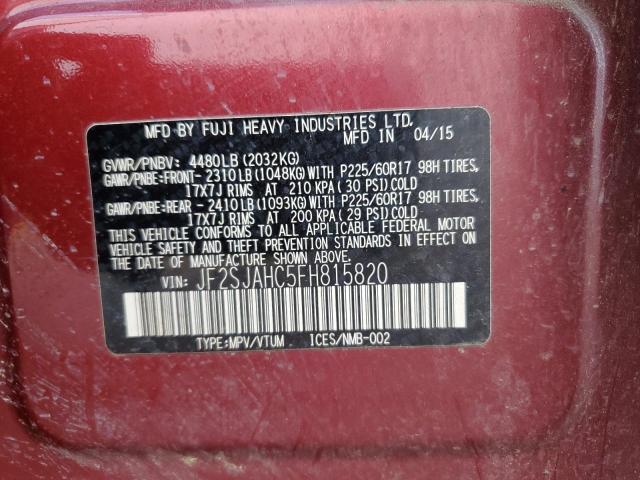 MFD BY FUJI HEAVY INDUSTRIES LTD.
MFD IN 04/15
GVWR/PNBV: 4480LB (2032KG)
GAWR/PNBE:FRONT- 2310LB (1048KG) WITH P225/60R17 98H TIRES,
17X7J RIMS AT 210 KPA (30 PSI) COLD
GAWR/PNBE:REAR - 2410LB (1093KG) WITH P225/60R17 98H TIRES,
17X7J RIMS AT 200 KPA (29 PSI) COLD
THIS VEHICLE CONFORMS TO ALL APPLICABLE FEDERAL MOTOR
VEHICLE SAFETY AND THEFT PREVENTION STANDARDS IN EFFECT
ON THE DATE OF MANUFACTURE SHOWN ABOVE.
VIN: JF2SJAHC5FH815820
TYPE:MPV/VTUM ICES/NMB-002